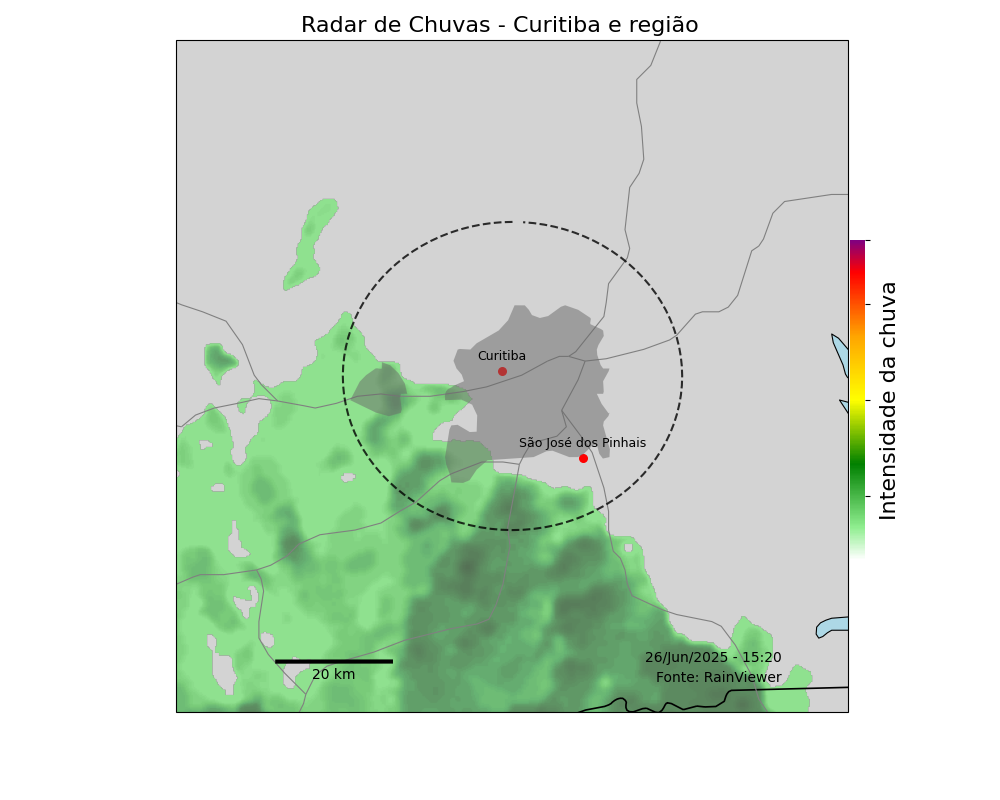 Radar de Chuvas - Curitiba e região
Curitiba
São José dos Pinhais
Intensidade da chuva
26/Jun/2025 - 15:20
Fonte: RainViewer
20 km